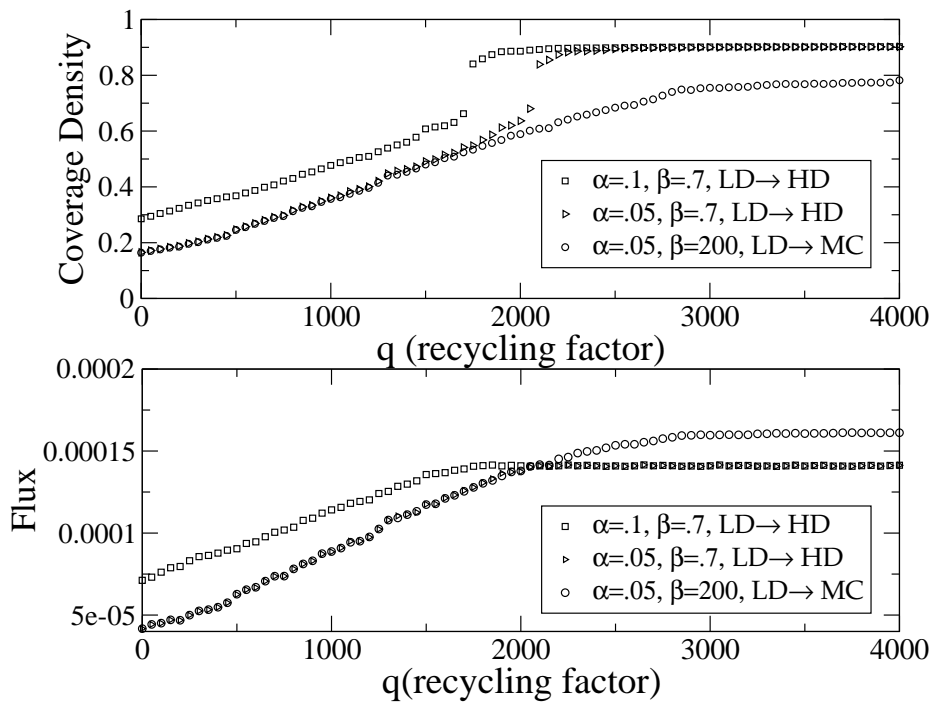 1
0.8
0.6
0.4
0.2
0
Coverage Density
α=.1, β=.7, LD→ HD
α=.05, β=.7, LD→ HD
α=.05, β=200, LD→ MC
0 1000 2000 3000 4000
q (recycling factor)
0.0002
0.00015
0.0001
5e-05
Flux
α=.1, β=.7, LD→ HD
α=.05, β=.7, LD→ HD
α=.05, β=200, LD→ MC
0 1000 2000 3000 4000
q(recycling factor)